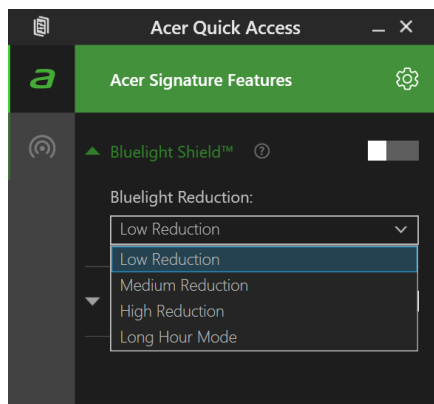 Acer Quick Access
a
Acer Signature Features
Bluelight Shield™ ?
Bluelight Reduction:
Low Reduction
Low Reduction
Medium Reduction
High Reduction
Long Hour Mode